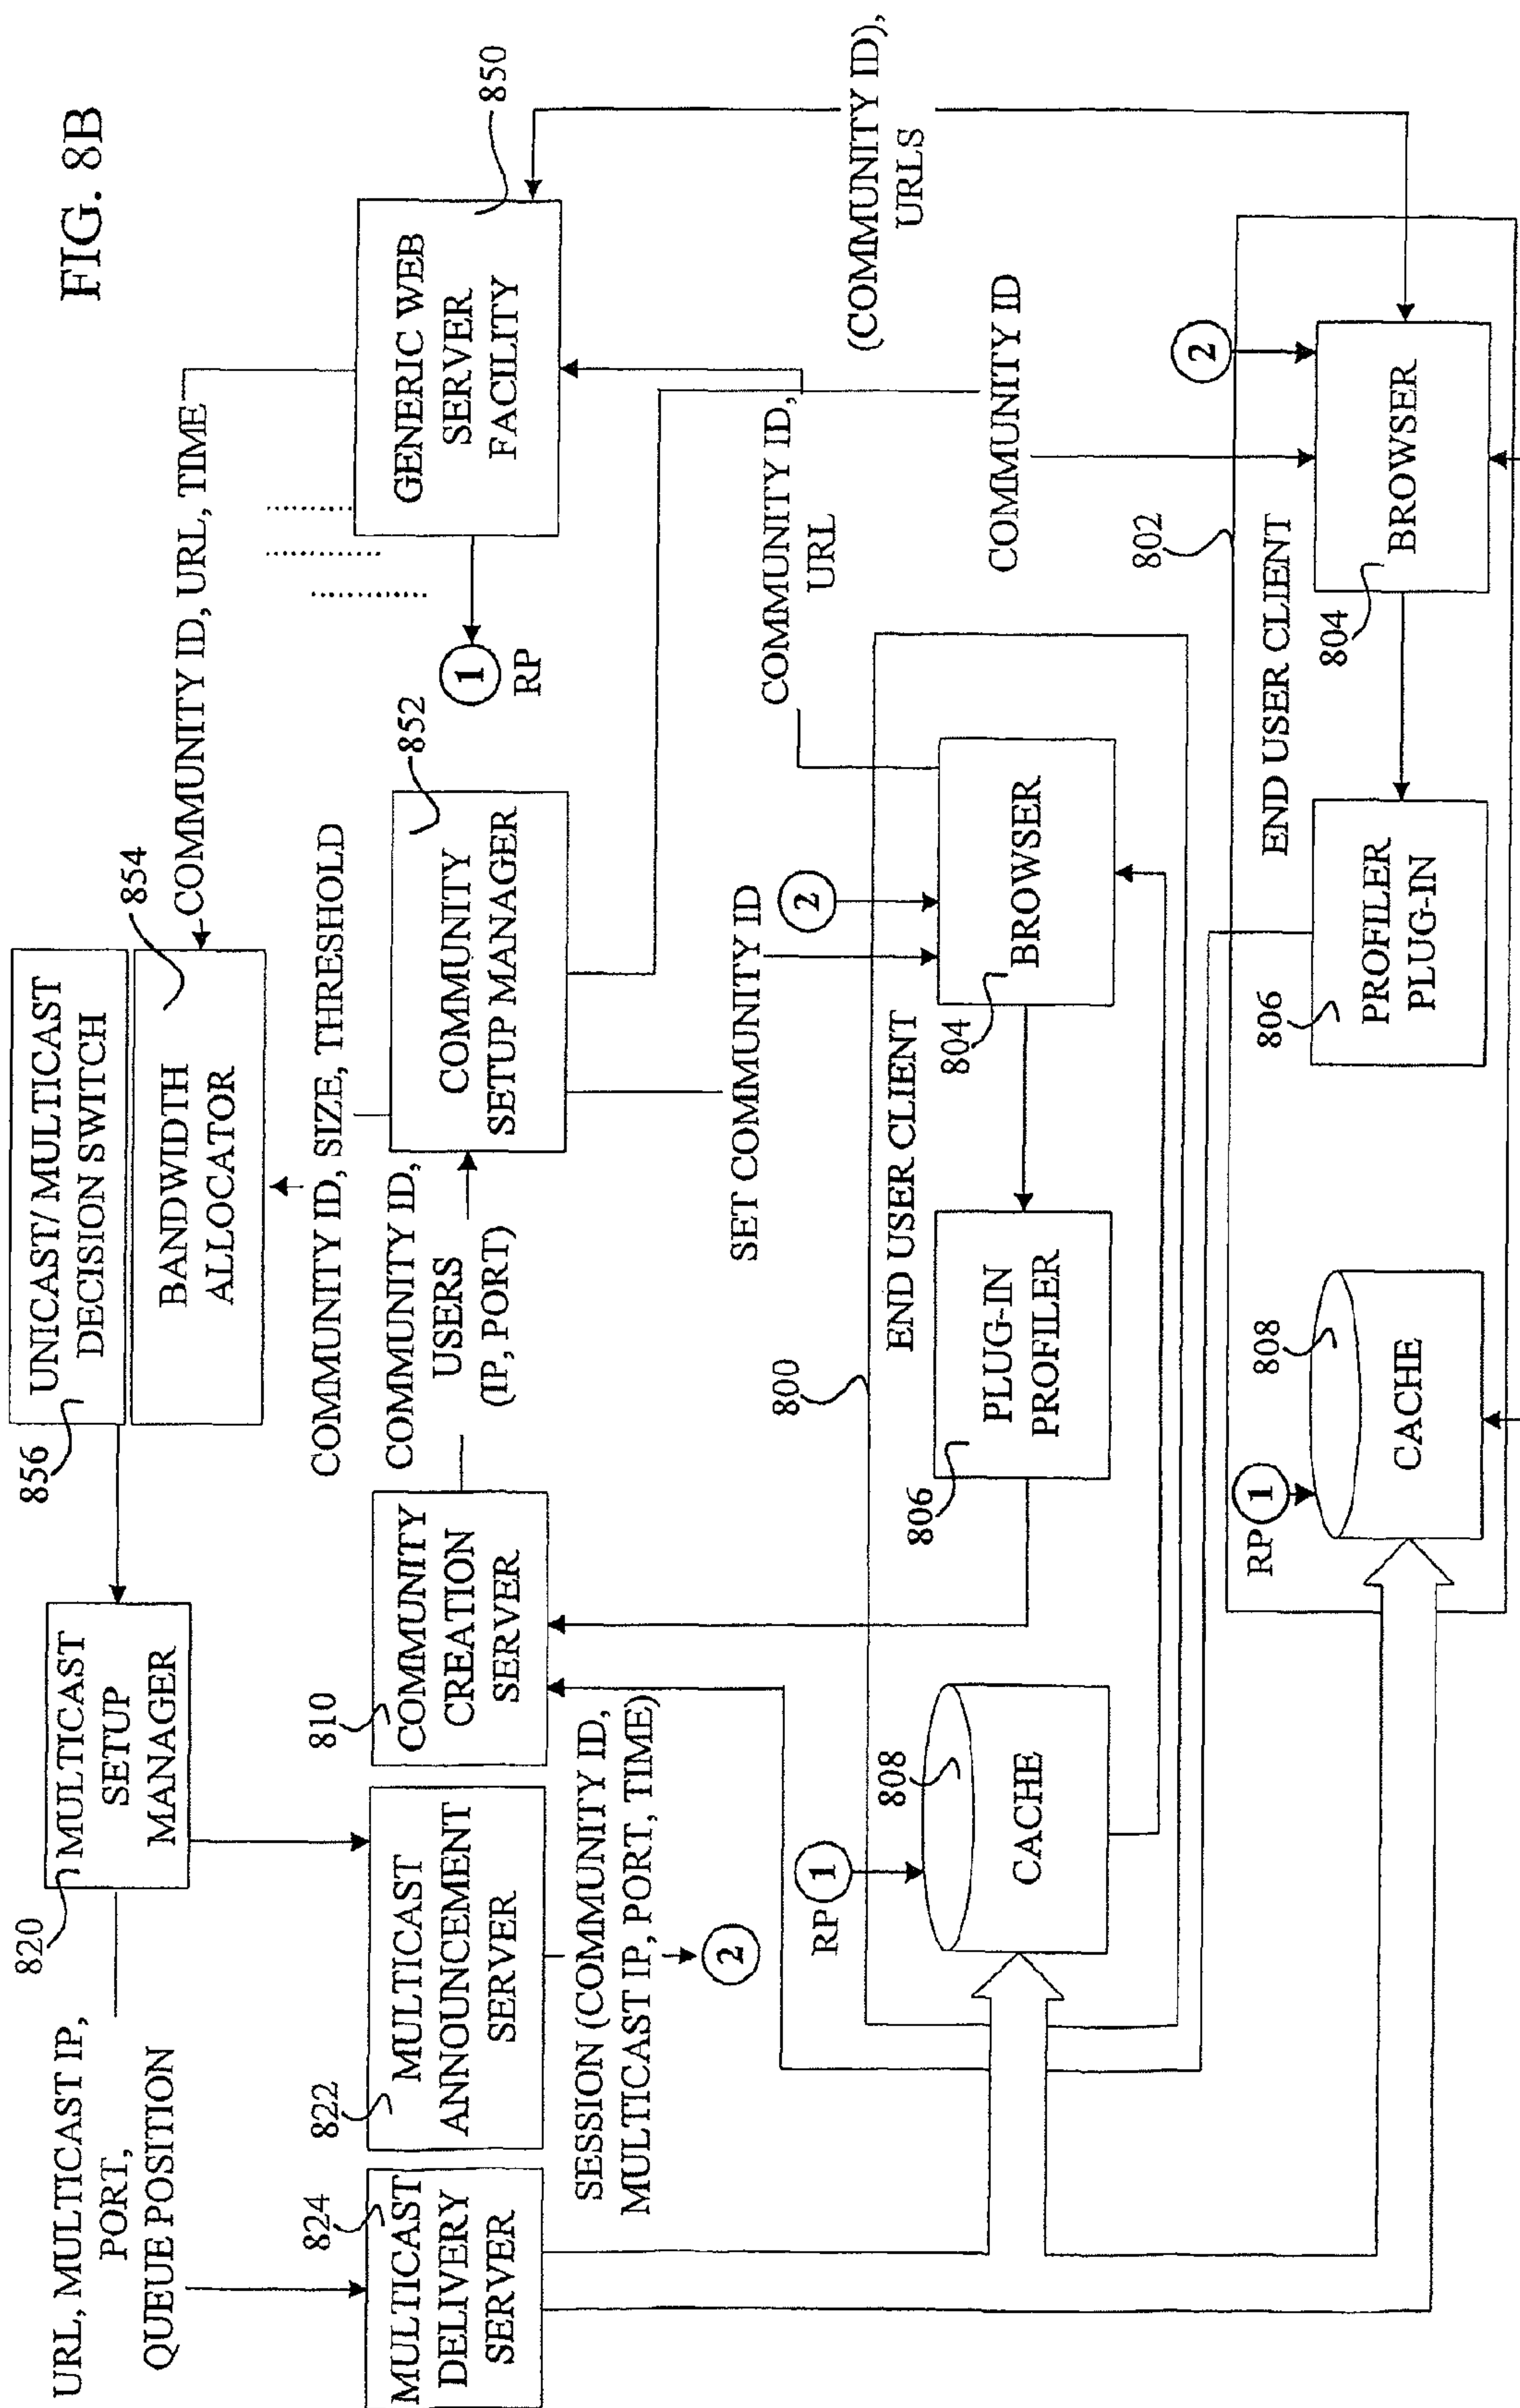 FIG. 8B
UNICAST/ MULTICAST
DECISION SWITCH
856
BANDWIDTH
ALLOCATOR
854
820
MULTICAST
SETUP
MANAGER
URL, MULTICAST IP,
PORT,
QUEUE POSITION
COMMUNITY ID, URL, TIME
COMMUNITY ID, SIZE, THRESHOLD
824
MULTICAST
DELIVERY
SERVER
822
MULTICAST
ANNOUNCEMENT
SERVER
810
COMMUNITY
CREATION
SERVER
COMMUNITY ID,
USERS
(IP, PORT)
COMMUNITY
SETUP MANAGER
852
1
RP
GENERIC WEB
SERVER
FACILITY
850
SESSION (COMMUNITY ID,
MULTICAST IP, PORT, TIME)
2
SET COMMUNITY ID
COMMUNITY ID,
URL
(COMMUNITY ID),
URLS
COMMUNITY ID
800
END USER CLIENT
2
RP
1
808
CACHE
806
PLUG-IN
PROFILER
804
BROWSER
802
END USER CLIENT
2
RP
1
808
CACHE
806
PROFILER
PLUG-IN
804
BROWSER